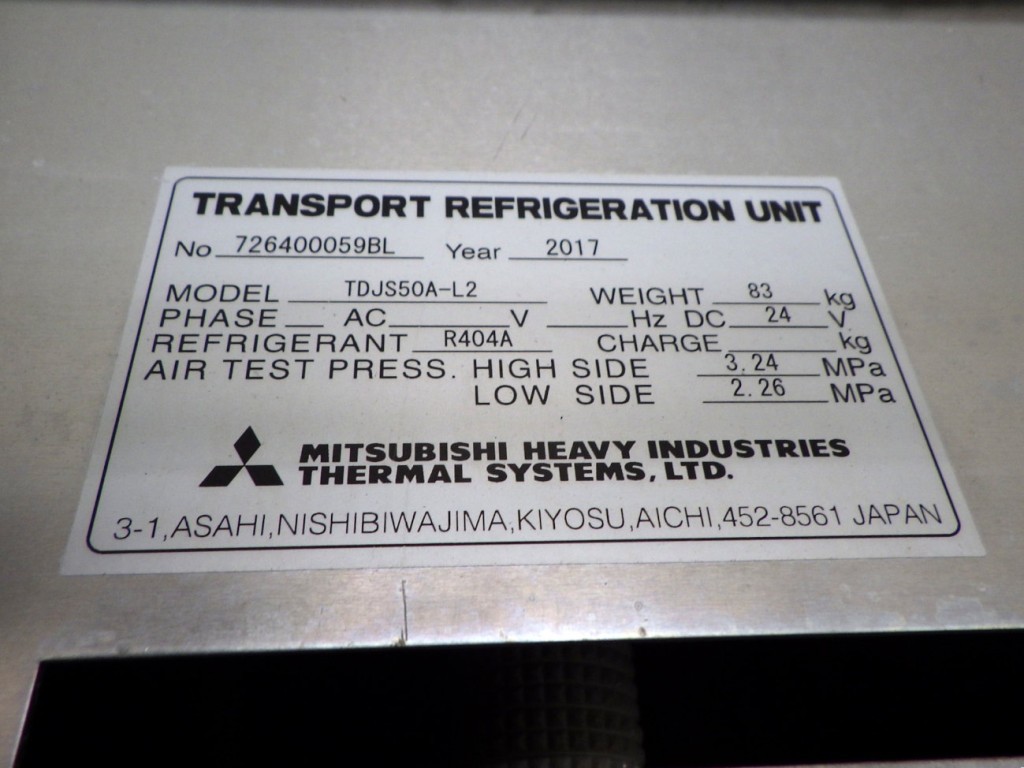 TRANSPORT REFRIGERATION UNIT
No 726400059BL Year 2017
MODEL TDJS50A-L2 WEIGHT 83 kg
PHASE AC V Hz DC 24 V
REFRIGERANT R404A CHARGE kg
AIR TEST PRESS. HIGH SIDE 3.24 MPa
LOW SIDE 2.26 MPa
MITSUBISHI HEAVY INDUSTRIES
THERMAL SYSTEMS, LTD.
3-1,ASAHI,NISHIBIWAJIMA,KIYOSU,AICHI,452-8561 JAPAN